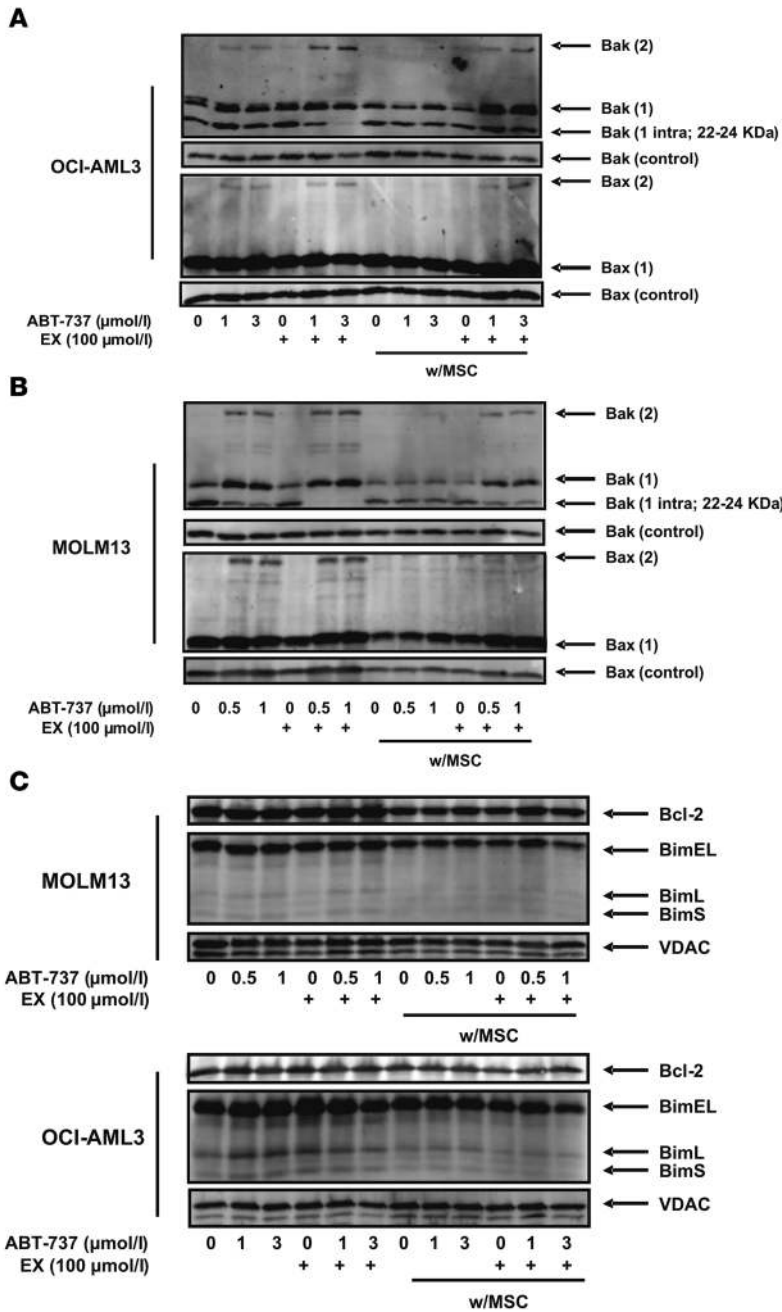 A
OCI-AML3
Bak (2)
Bak (1)
Bak (1 intra; 22-24 KDa)
Bak (control)
Bax (2)
Bax (1)
Bax (control)
ABT-737 (µmol/l) 0 1 3 0 1 3 0 1 3 0 1 3
EX (100 µmol/l) + + + + + +
w/MSC
B
MOLM13
Bak (2)
Bak (1)
Bak (1 intra; 22-24 KDa)
Bak (control)
Bax (2)
Bax (1)
Bax (control)
ABT-737 (µmol/l) 0 0.5 1 0 0.5 1 0 0.5 1 0 0.5 1
EX (100 µmol/l) + + + + + +
w/MSC
C
MOLM13
Bcl-2
BimEL
BimL
BimS
VDAC
ABT-737 (µmol/l) 0 0.5 1 0 0.5 1 0 0.5 1 0 0.5 1
EX (100 µmol/l) + + + + + +
w/MSC
OCI-AML3
Bcl-2
BimEL
BimL
BimS
VDAC
ABT-737 (µmol/l) 0 1 3 0 1 3 0 1 3 0 1 3
EX (100 µmol/l) + + + + + +
w/MSC